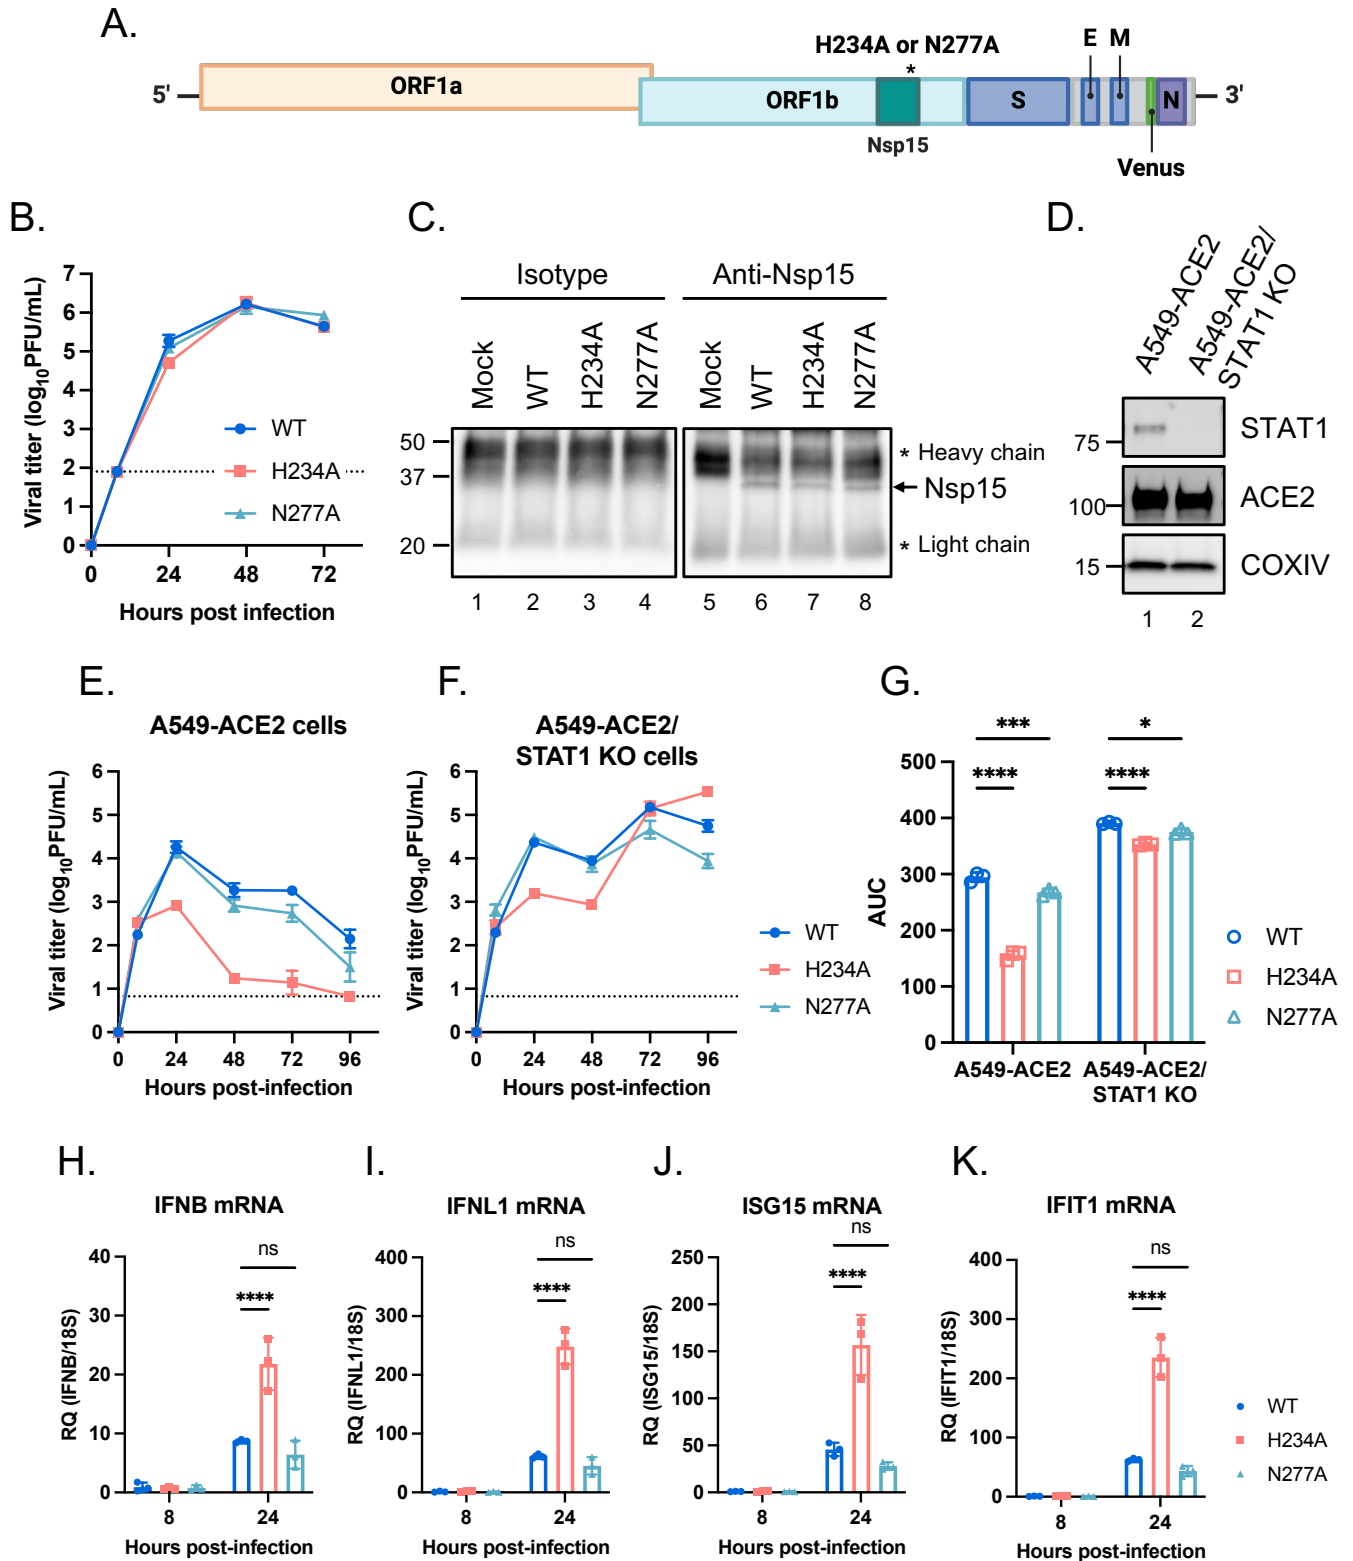 A.
H234A or N277A
*
E M
5'
ORF1a
ORF1b
S
N
3'
Nsp15
Venus
B.
Viral titer (log10PFU/mL)
7
6
5
4
3
2
1
0
0 24 48 72
Hours post infection
WT
H234A
N277A
C.
Isotype
Anti-Nsp15
Mock WT H234A N277A
Mock WT H234A N277A
50
37
20
* Heavy chain
Nsp15
* Light chain
1 2 3 4 5 6 7 8
D.
A549-ACE2
A549-ACE2/
STAT1 KO
75
STAT1
100
ACE2
15
COXIV
1 2
E.
A549-ACE2 cells
Viral titer (log10PFU/mL)
6
5
4
3
2
1
0
0 24 48 72 96
Hours post-infection
F.
A549-ACE2/
STAT1 KO cells
Viral titer (log10PFU/mL)
6
5
4
3
2
1
0
0 24 48 72 96
Hours post-infection
WT
H234A
N277A
G.
*** *
**** ****
AUC
500
400
300
200
100
0
A549-ACE2
A549-ACE2/
STAT1 KO
WT
H234A
N277A
H.
IFNB mRNA
RQ (IFNB/18S)
40
30
20
10
0
ns
****
8 24
Hours post-infection
I.
IFNL1 mRNA
RQ (IFNL1/18S)
400
300
200
100
0
ns
****
8 24
Hours post-infection
J.
ISG15 mRNA
RQ (ISG15/18S)
250
200
150
100
50
0
ns
****
8 24
Hours post-infection
K.
IFIT1 mRNA
RQ (IFIT1/18S)
400
300
200
100
0
ns
****
8 24
Hours post-infection
WT
H234A
N277A